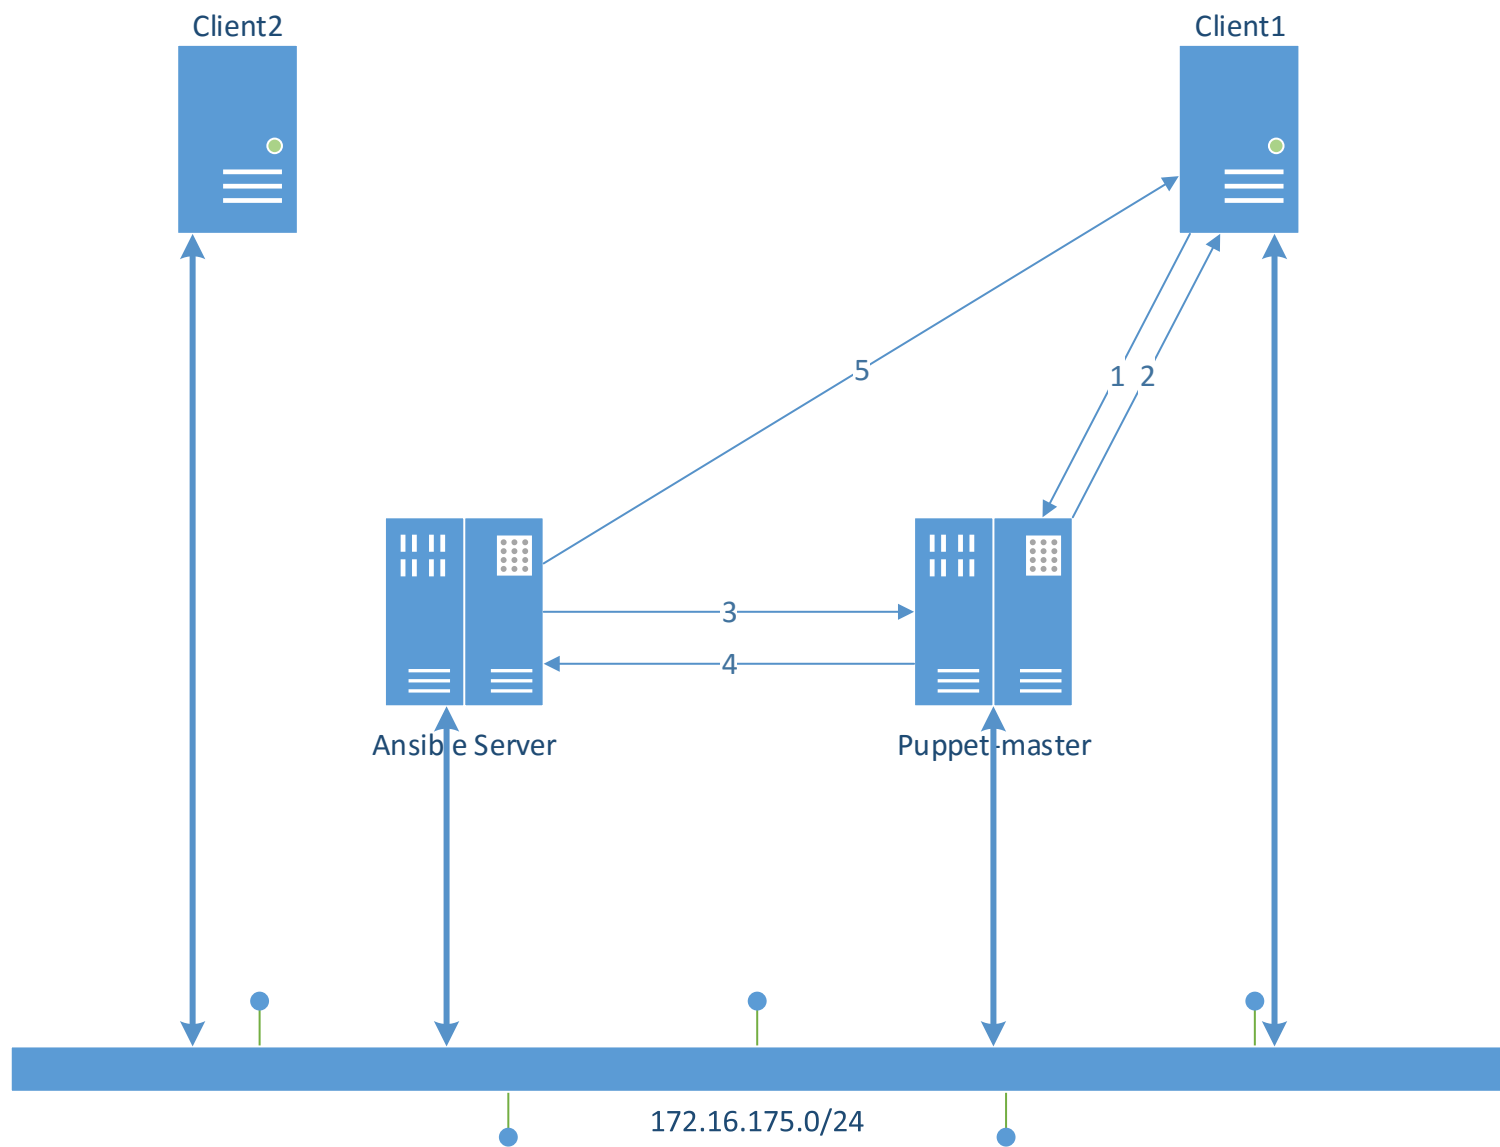 Client2
Client1
5
1
2
3
4
Ansible Server
Puppet-master
172.16.175.0/24